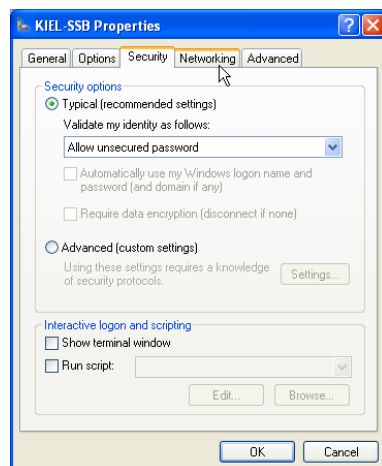 KIEL-SSB Properties
General Options Security Networking Advanced
Security options
Typical (recommended settings)
Validate my identity as follows:
Allow unsecured password
Automatically use my Windows logon name and
password (and domain if any)
Require data encryption (disconnect if none)
Advanced (custom settings)
Using these settings requires a knowledge
of security protocols.
Settings...
Interactive logon and scripting
Show terminal window
Run script:
Edit... Browse...
OK Cancel